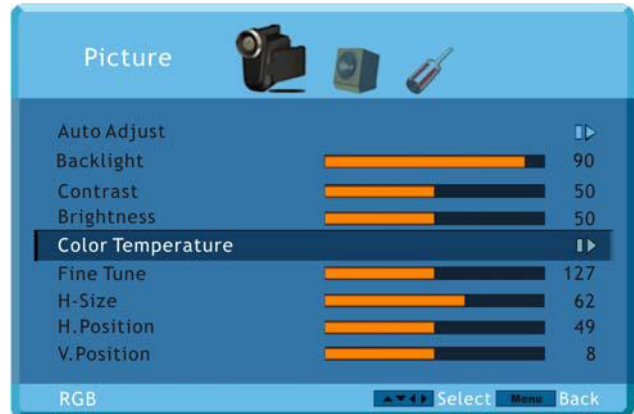 Picture
Auto Adjust
Backlight 90
Contrast 50
Brightness 50
Color Temperature
Fine Tune 127
H-Size 62
H.Position 49
V.Position 8
RGB Select Menu Back